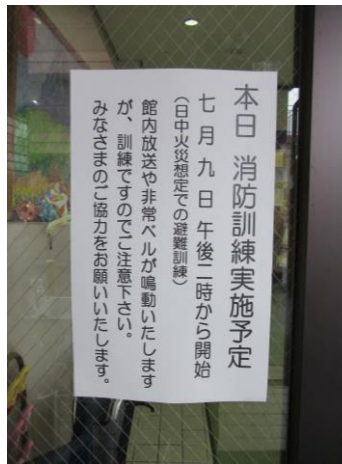 本日 消防訓練実施予定
七月九日午後二時から開始
（日中火災想定での避難訓練）
館内放送や非常ベルが鳴動いたします
が、訓練ですのでご注意下さい。
みなさまのご協力をお願いいたします。